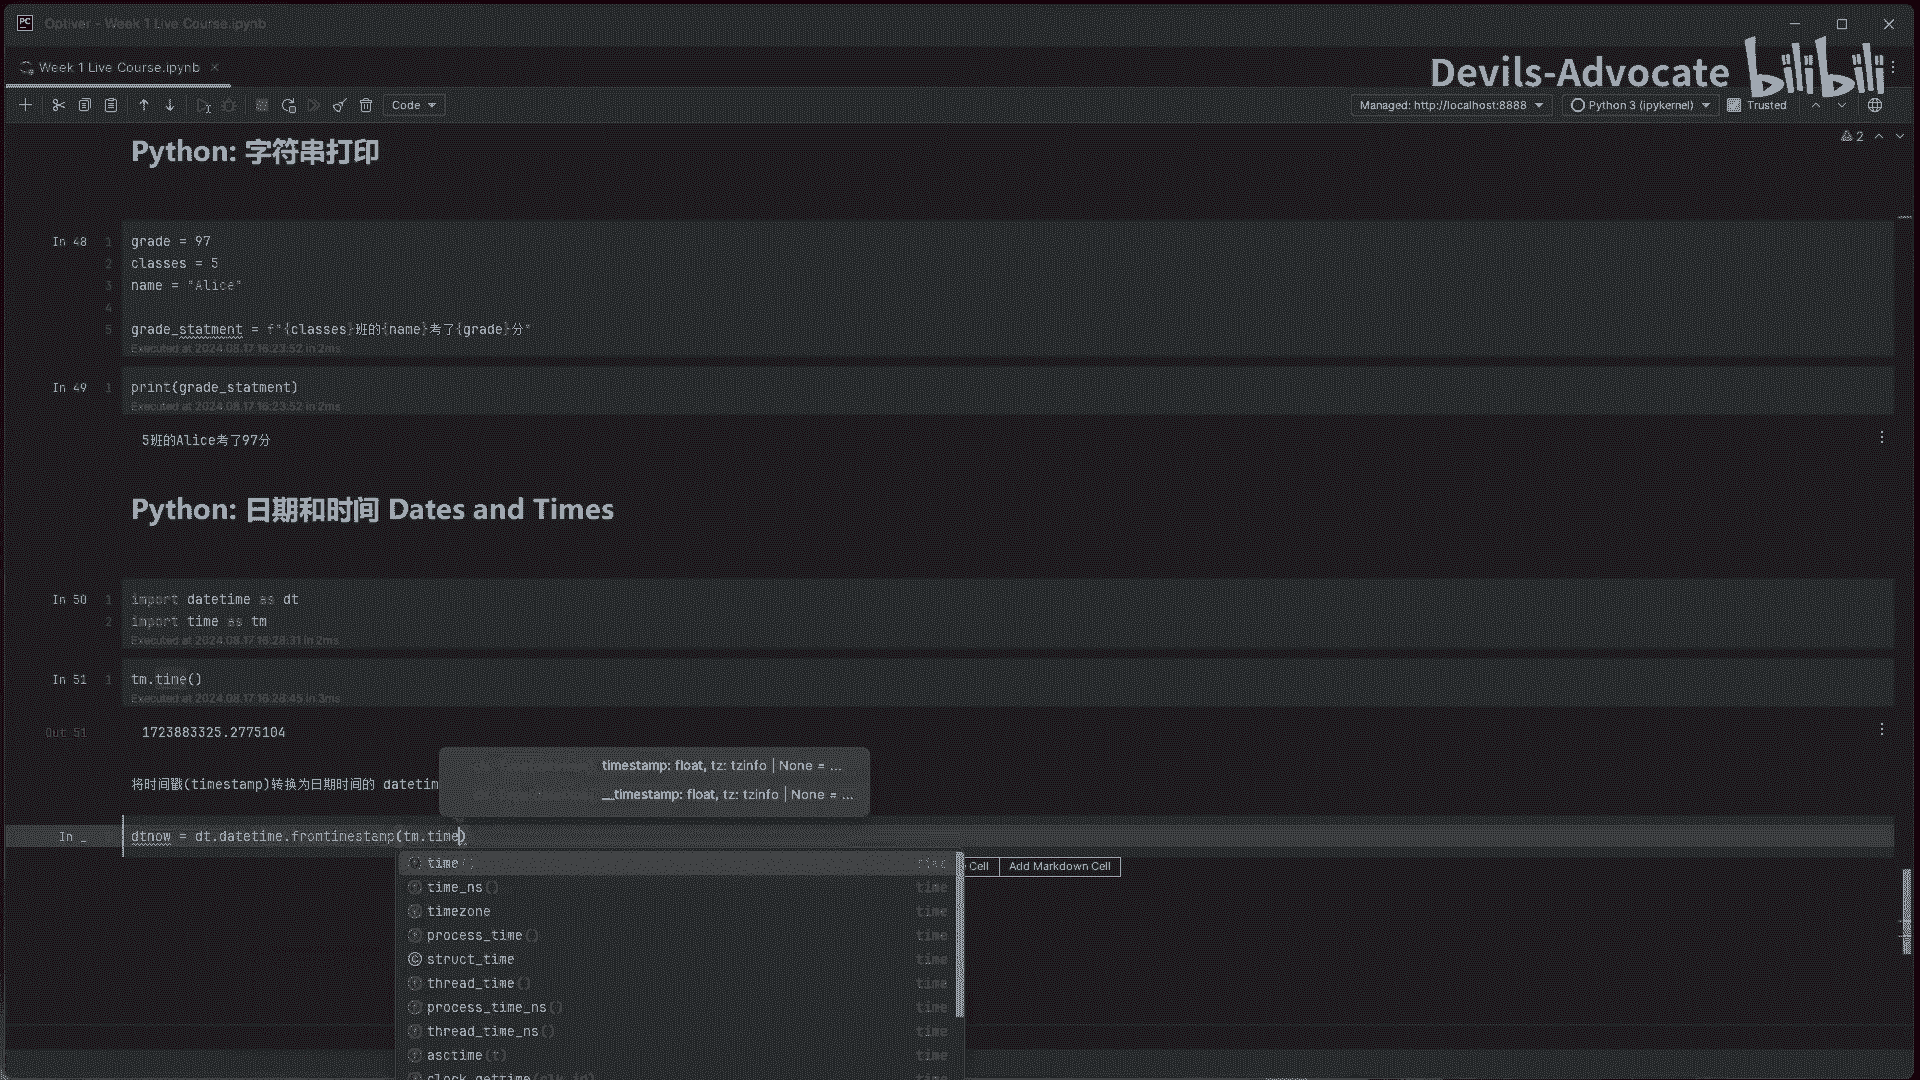 PC Optiver - Week 1 Live Course.ipynb
Week 1 Live Course.ipynb
Devils-Advocate bilibili
Code
Managed: http://localhost:8888 Python 3 (ipykernel) Trusted
2
Python: 字符串打印
In 48 1 grade = 97
2 classes = 5
3 name = "Alice"
4
5 grade_statment = f"{classes}班的{name}考了{grade}分"
Executed at 2024.08.17 16:23:52 in 2ms
In 49 1 print(grade_statment)
Executed at 2024.08.17 16:23:52 in 2ms
5班的Alice考了97分
Python: 日期和时间 Dates and Times
In 50 1 import datetime as dt
2 import time as tm
Executed at 2024.08.17 16:28:31 in 2ms
In 51 1 tm.time()
Executed at 2024.08.17 16:28:45 in 3ms
Out 51 1723883325.2775104
timestamp: float, tz: tzinfo | None = ...
将时间戳(timestamp)转换为日期时间的 datetim
__timestamp: float, tz: tzinfo | None = ...
In _ dtnow = dt.datetime.fromtimestamp(tm.time)
time() time
Cell Add Markdown Cell
time_ns() time
timezone time
process_time() time
struct_time time
thread_time() time
process_time_ns() time
thread_time_ns() time
asctime(t) time
clock_gettime(clk_id)